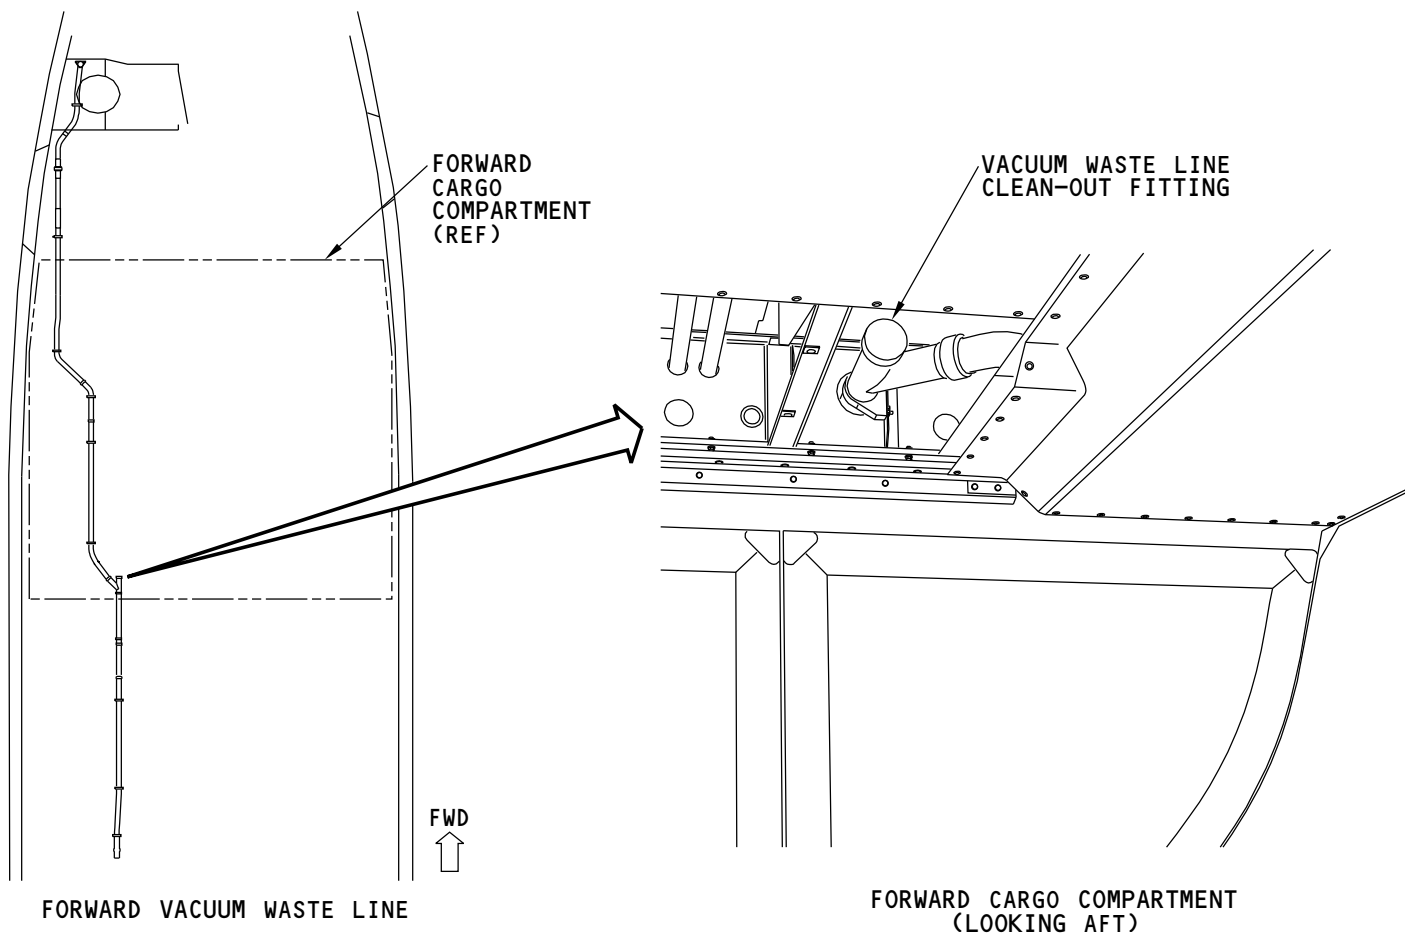 FORWARD
CARGO
COMPARTMENT
(REF)
VACUUM WASTE LINE
CLEAN-OUT FITTING
FWD
FORWARD VACUUM WASTE LINE
FORWARD CARGO COMPARTMENT
(LOOKING AFT)